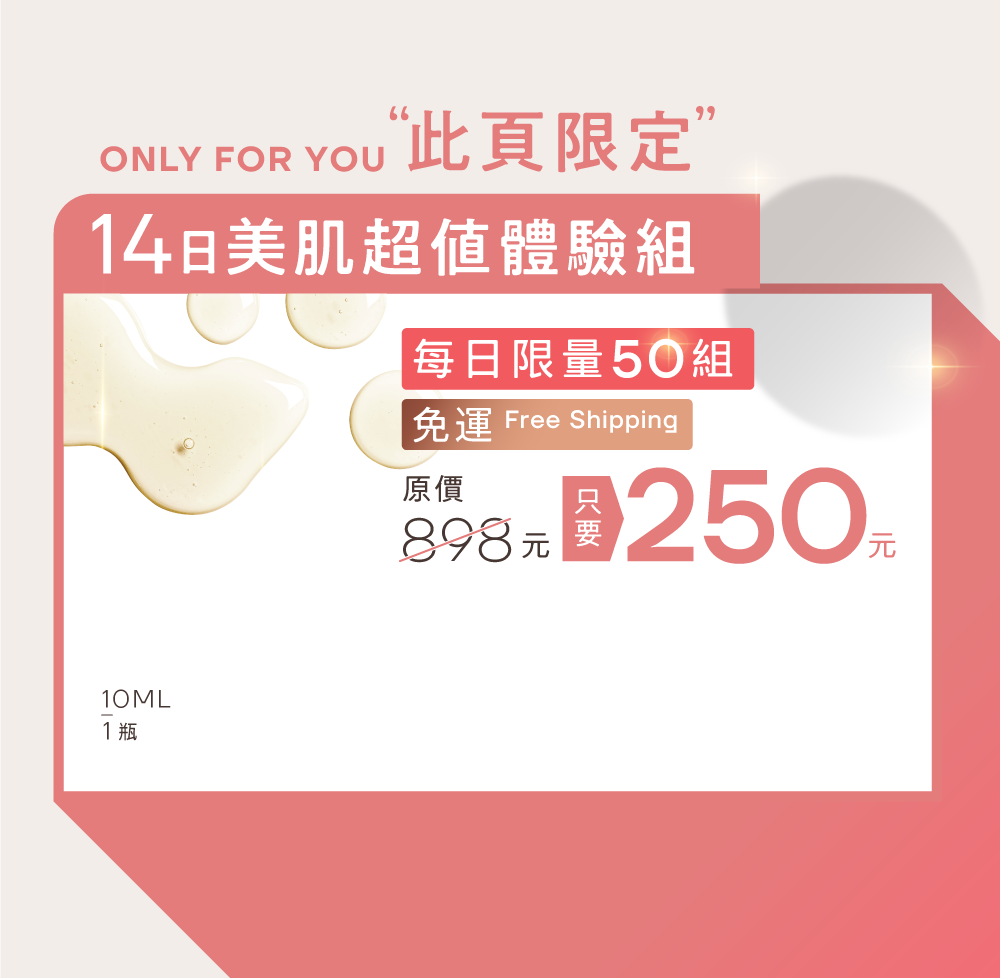 ONLY FOR YOU “此頁限定”
14日美肌超值體驗組
每日限量50組
免運 Free Shipping
原價
898元 只要250元
10ML
1瓶